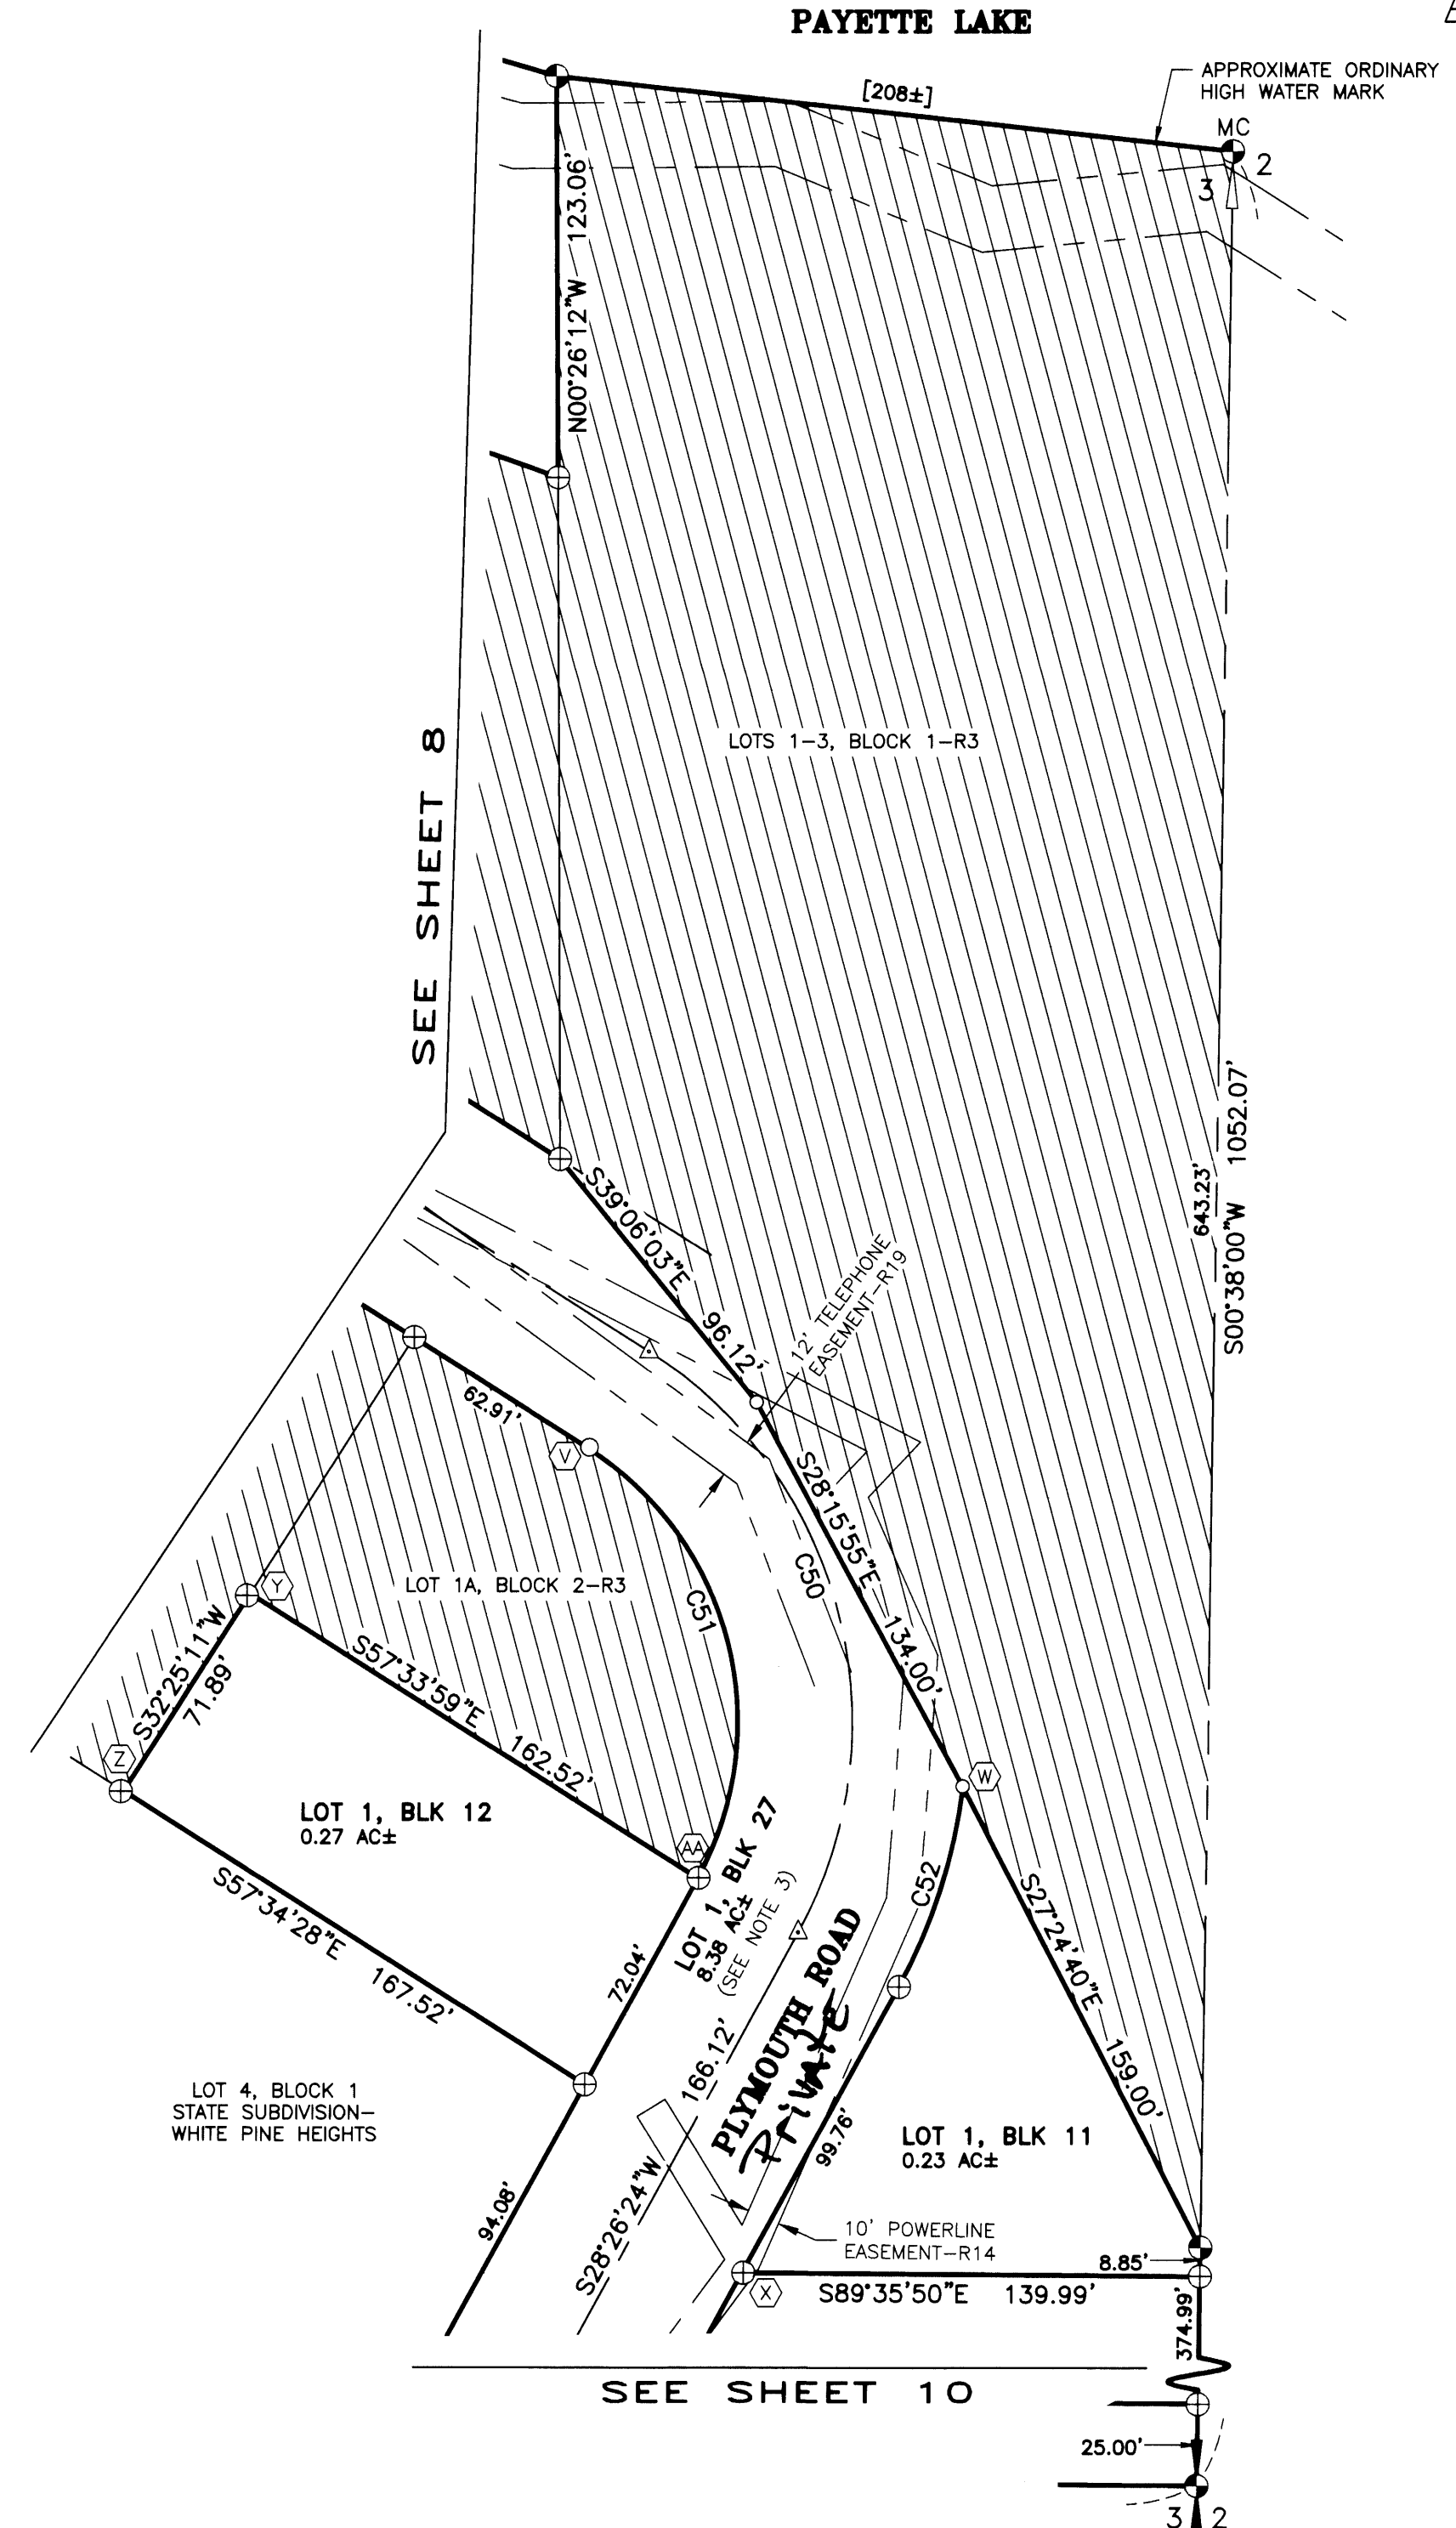 PAYETTE LAKE
APPROXIMATE ORDINARY
HIGH WATER MARK
[208±]
MC
2
3
N00°26'12"W 123.06'
LOTS 1-3, BLOCK 1-R3
SEE SHEET 8
643.23'
S00°38'00"W 1052.07'
S39°06'03"E 96.12'
12' TELEPHONE
EASEMENT-R19
62.91'
V
S28°15'55"E 134.00'
C50
C51
Y
LOT 1A, BLOCK 2-R3
S32°25'11"W
71.89'
S57°33'59"E 162.52'
Z
W
LOT 1, BLK 12
0.27 AC±
AA
LOT 1, BLK 27
8.38 AC±
(SEE NOTE 3)
C52
S27°24'40"E 159.00'
S57°34'28"E 167.52'
72.04'
PLYMOUTH ROAD
Private
S28°26'24"W 166.12'
99.76'
LOT 4, BLOCK 1
STATE SUBDIVISION-
WHITE PINE HEIGHTS
LOT 1, BLK 11
0.23 AC±
94.08'
10' POWERLINE
EASEMENT-R14
8.85'
X
S89°35'50"E 139.99'
374.99'
SEE SHEET 10
25.00'
3
2